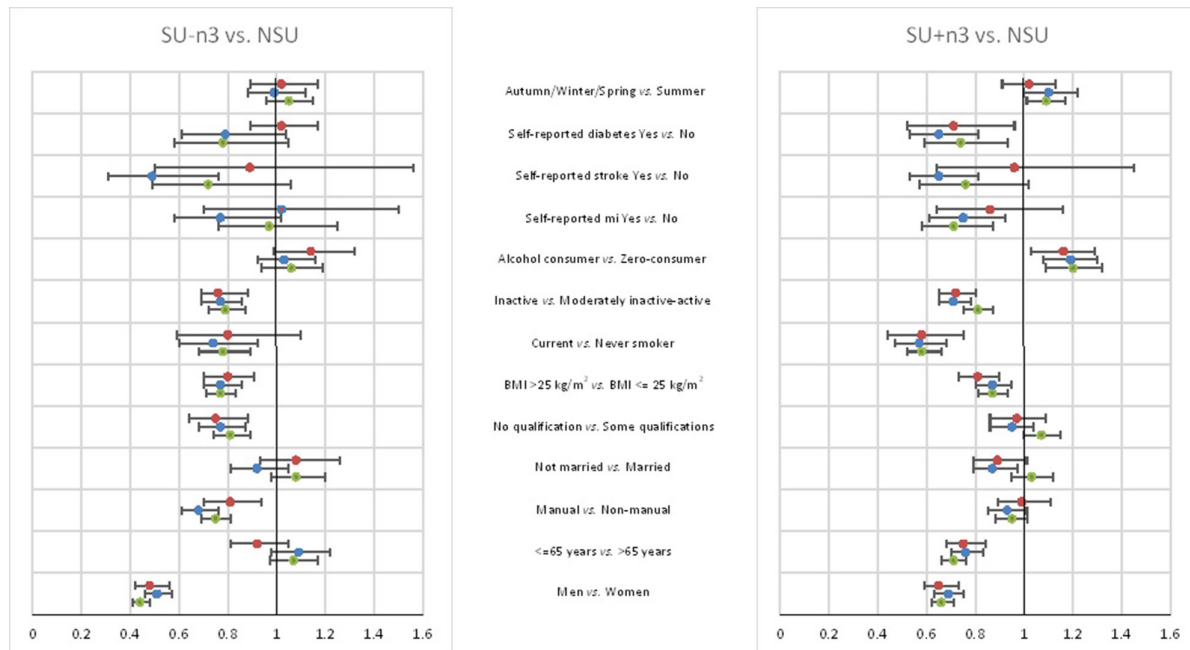 SU-n3 vs. NSU
SU+n3 vs. NSU
Autumn/Winter/Spring vs. Summer
Self-reported diabetes Yes vs. No
Self-reported stroke Yes vs. No
Self-reported mi Yes vs. No
Alcohol consumer vs. Zero-consumer
Inactive vs. Moderately inactive-active
Current vs. Never smoker
BMI >25 kg/m² vs. BMI <= 25 kg/m²
No qualification vs. Some qualifications
Not married vs. Married
Manual vs. Non-manual
<=65 years vs. >65 years
Men vs. Women
0 0.2 0.4 0.6 0.8 1 1.2 1.4 1.6
0 0.2 0.4 0.6 0.8 1 1.2 1.4 1.6